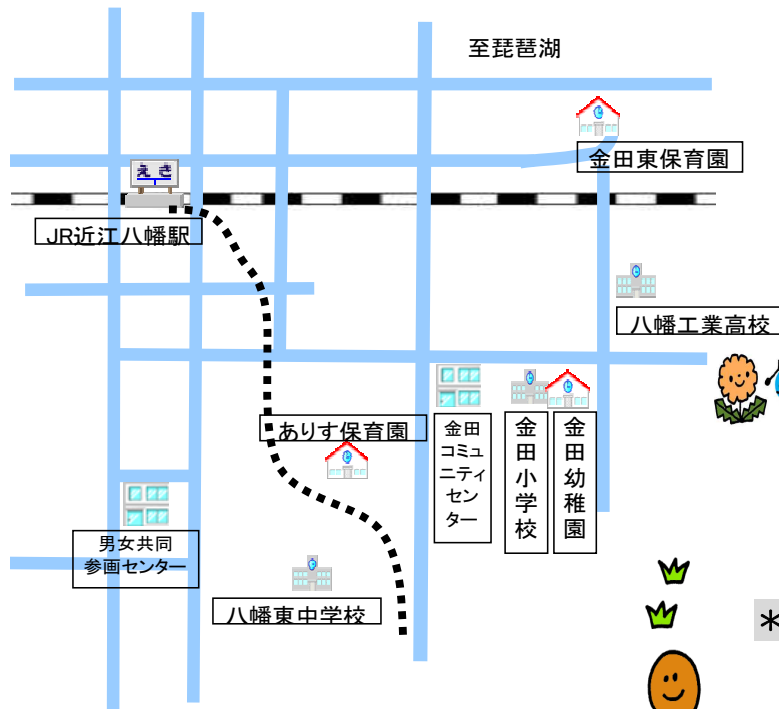 至琵琶湖
金田東保育園
えき
JR近江八幡駅
八幡工業高校
ありす保育園
金田
コミュ
ニティ
セン
ター
金田小学校
金田幼稚園
男女共同
参画センター
八幡東中学校
＊